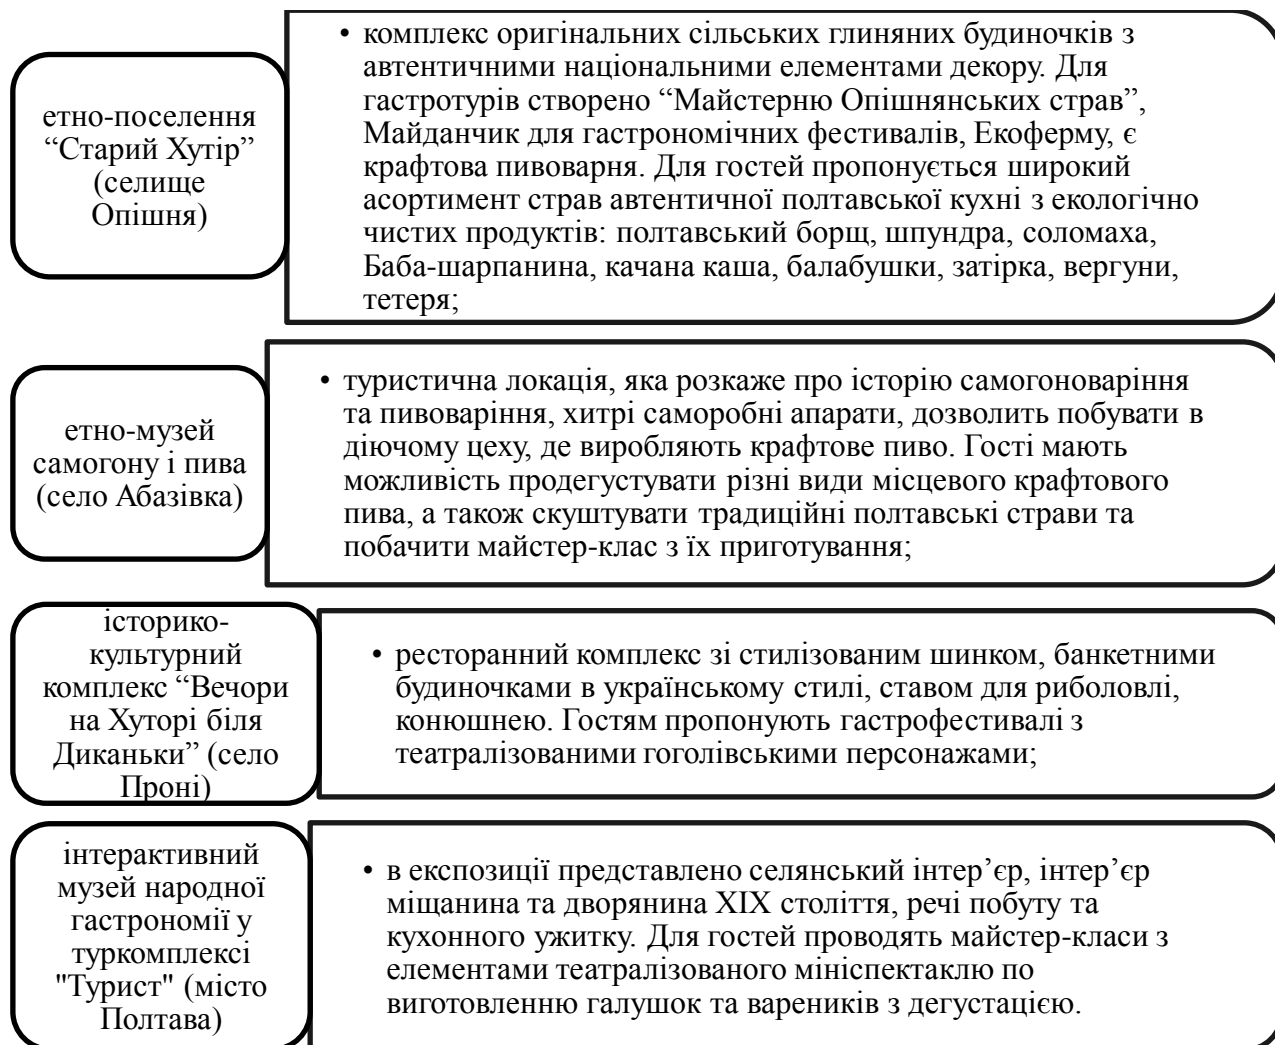 етно-поселення
“Старий Хутір”
(селище
Опішня)
• комплекс оригінальних сільських глиняних будиночків з
автентичними національними елементами декору. Для
гастротурів створено “Майстерню Опішнянських страв”,
Майданчик для гастрономічних фестивалів, Екоферму, є
крафтова пивоварня. Для гостей пропонується широкий
асортимент страв автентичної полтавської кухні з екологічно
чистих продуктів: полтавський борщ, шпундра, соломаха,
Баба-шарпанина, качана каша, балабушки, затірка, вергуни,
тетеря;
етно-музей
самогону і пива
(село Абазівка)
• туристична локація, яка розкаже про історію самогоноваріння
та пивоваріння, хитрі саморобні апарати, дозволить побувати в
діючому цеху, де виробляють крафтове пиво. Гості мають
можливість продегустувати різні види місцевого крафтового
пива, а також скуштувати традиційні полтавські страви та
побачити майстер-клас з їх приготування;
історико-
культурний
комплекс “Вечори
на Хуторі біля
Диканьки” (село
Проні)
• ресторанний комплекс зі стилізованим шинком, банкетними
будиночками в українському стилі, ставом для риболовлі,
конюшнею. Гостям пропонують гастрофестивалі з
театралізованими гоголівськими персонажами;
інтерактивний
музей народної
гастрономії у
туркомплексі
"Турист" (місто
Полтава)
• в експозиції представлено селянський інтер’єр, інтер’єр
міщанина та дворянина XIX століття, речі побуту та
кухонного ужитку. Для гостей проводять майстер-класи з
елементами театралізованого мініспектаклю по
виготовленню галушок та вареників з дегустацією.